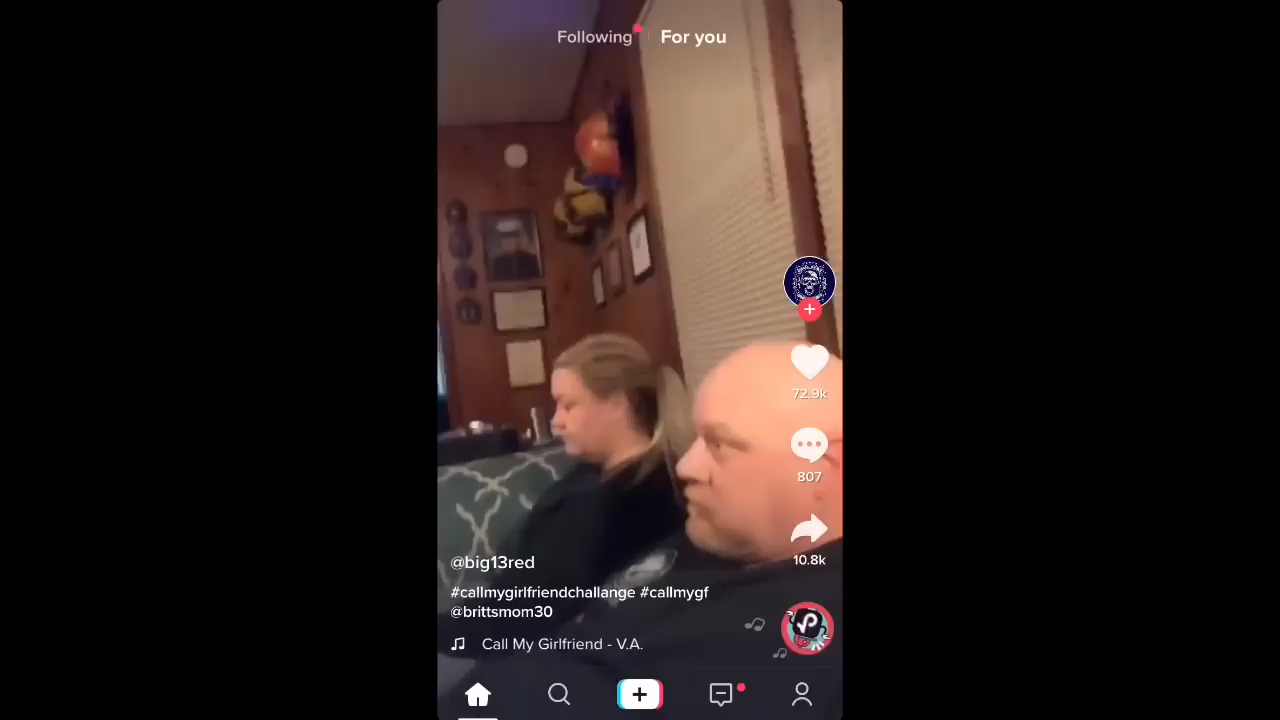 Following
For you
72.9k
807
10.8k
@big13red
#callmygirlfriendchallange #callmygf
@brittsmom30
Call My Girlfriend - V.A.